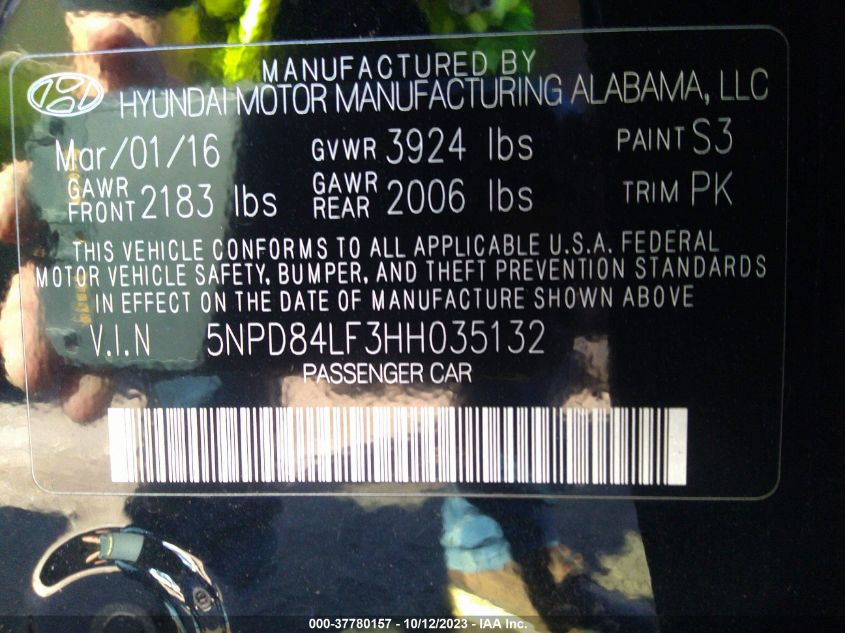 MANUFACTURED BY
HYUNDAI MOTOR MANUFACTURING ALABAMA, LLC
Mar/01/16 GVWR 3924 lbs PAINT S3
GAWR FRONT 2183 lbs GAWR REAR 2006 lbs TRIM PK
THIS VEHICLE CONFORMS TO ALL APPLICABLE U.S.A. FEDERAL
MOTOR VEHICLE SAFETY, BUMPER, AND THEFT PREVENTION STANDARDS
IN EFFECT ON THE DATE OF MANUFACTURE SHOWN ABOVE
V.I.N 5NPD84LF3HH035132
PASSENGER CAR
000-37780157 - 10/12/2023 - IAA Inc.